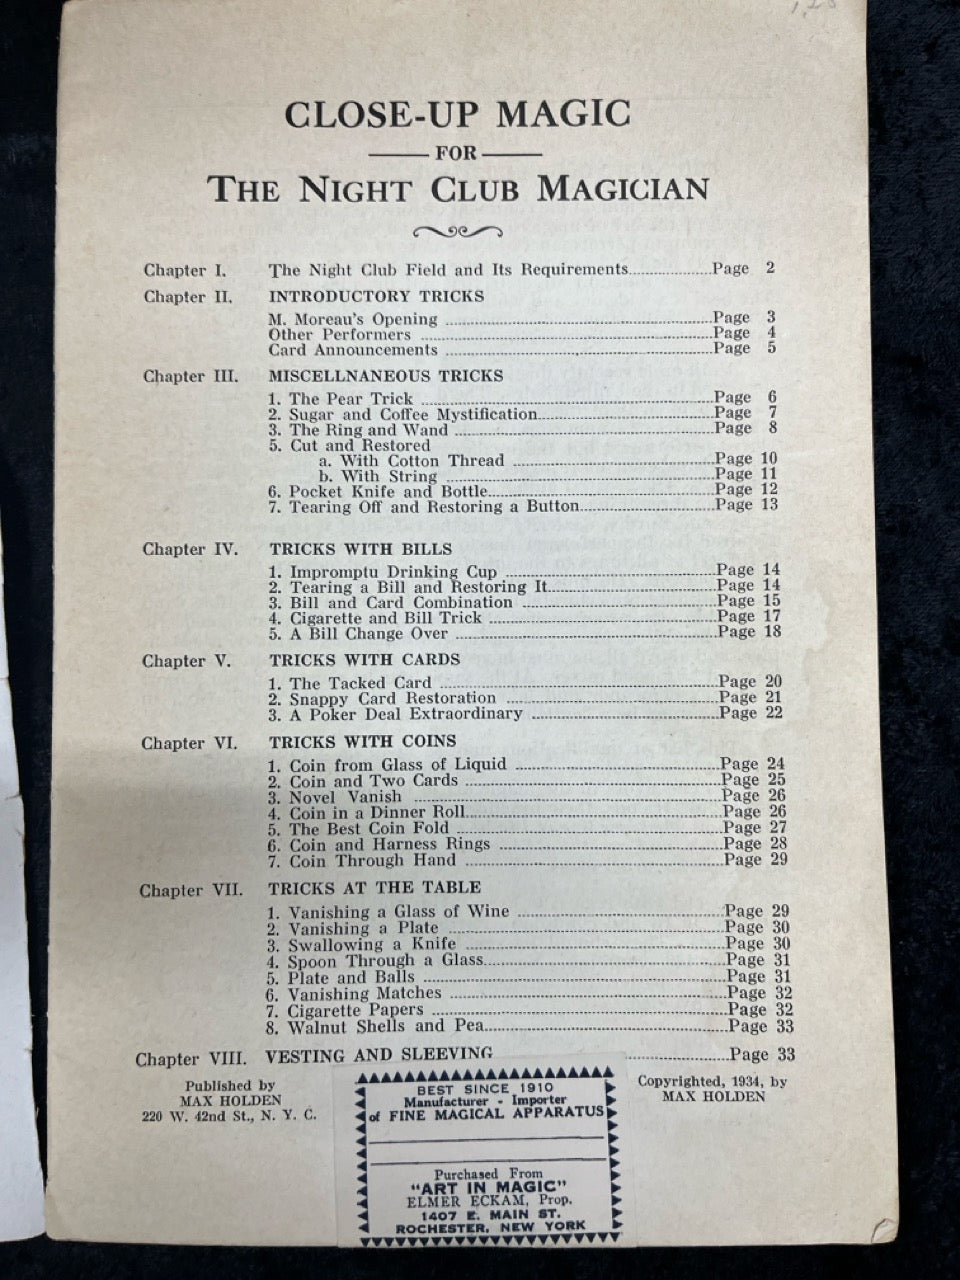 1,25
CLOSE-UP MAGIC
FOR
THE NIGHT CLUB MAGICIAN
Chapter I. The Night Club Field and Its Requirements....................Page 2
Chapter II. INTRODUCTORY TRICKS
M. Moreau's Opening ....................Page 3
Other Performers ....................Page 4
Card Announcements ....................Page 5
Chapter III. MISCELLNANEOUS TRICKS
1. The Pear Trick ....................Page 6
2. Sugar and Coffee Mystification....................Page 7
3. The Ring and Wand ....................Page 8
5. Cut and Restored
a. With Cotton Thread ....................Page 10
b. With String ....................Page 11
6. Pocket Knife and Bottle....................Page 12
7. Tearing Off and Restoring a Button....................Page 13
Chapter IV. TRICKS WITH BILLS
1. Impromptu Drinking Cup ....................Page 14
2. Tearing a Bill and Restoring It....................Page 14
3. Bill and Card Combination ....................Page 15
4. Cigarette and Bill Trick ....................Page 17
5. A Bill Change Over ....................Page 18
Chapter V. TRICKS WITH CARDS
1. The Tacked Card ....................Page 20
2. Snappy Card Restoration ....................Page 21
3. A Poker Deal Extraordinary ....................Page 22
Chapter VI. TRICKS WITH COINS
1. Coin from Glass of Liquid ....................Page 24
2. Coin and Two Cards ....................Page 25
3. Novel Vanish ....................Page 26
4. Coin in a Dinner Roll....................Page 26
5. The Best Coin Fold ....................Page 27
6. Coin and Harness Rings ....................Page 28
7. Coin Through Hand ....................Page 29
Chapter VII. TRICKS AT THE TABLE
1. Vanishing a Glass of Wine ....................Page 29
2. Vanishing a Plate ....................Page 30
3. Swallowing a Knife ....................Page 30
4. Spoon Through a Glass....................Page 31
5. Plate and Balls ....................Page 31
6. Vanishing Matches ....................Page 32
7. Cigarette Papers ....................Page 32
8. Walnut Shells and Pea....................Page 33
Chapter VIII. VESTING AND SLEEVING ....................Page 33
Published by
MAX HOLDEN
220 W. 42nd St., N. Y. C.
BEST SINCE 1910
Manufacturer - Importer
of FINE MAGICAL APPARATUS
Purchased From
"ART IN MAGIC"
ELMER ECKAM, Prop.
1407 E. MAIN ST.
ROCHESTER, NEW YORK
Copyrighted, 1934, by
MAX HOLDEN